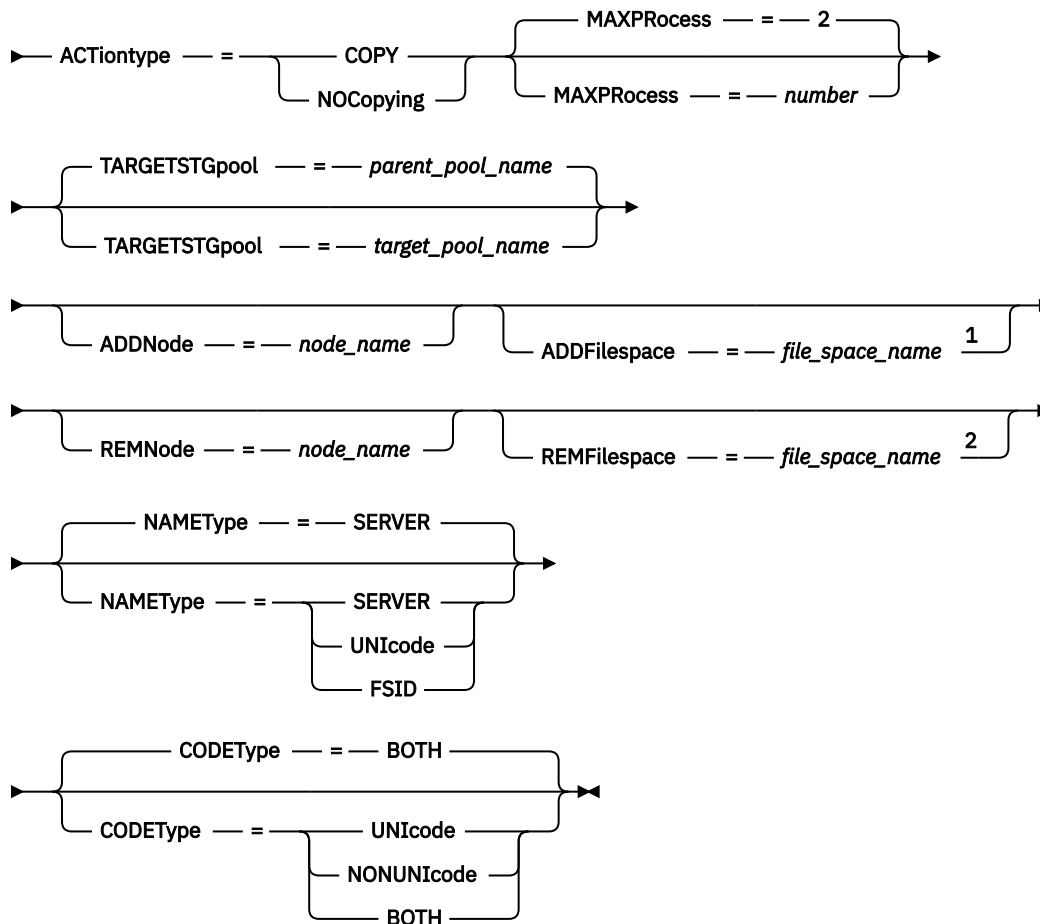 ACTiontype = COPY
NOCopying
MAXPRocess = 2
MAXPRocess = number
TARGETSTGpool = parent_pool_name
TARGETSTGpool = target_pool_name
ADDNode = node_name
ADDFilespace = file_space_name 1
REMNode = node_name
REMFilespace = file_space_name 2
NAMEType = SERVER
NAMEType = SERVER
UNIcode
FSID
CODEType = BOTH
CODEType = UNIcode
NONUNIcode
BOTH